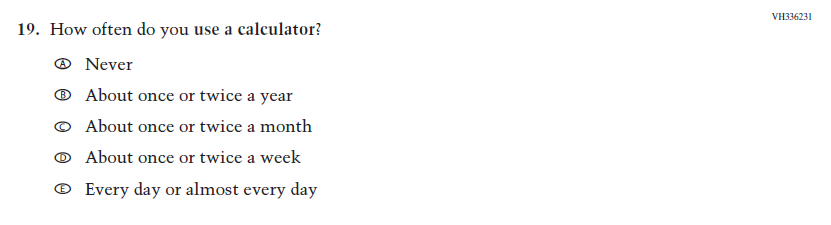 VH336231
19. How often do you use a calculator?
A Never
B About once or twice a year
C About once or twice a month
D About once or twice a week
E Every day or almost every day